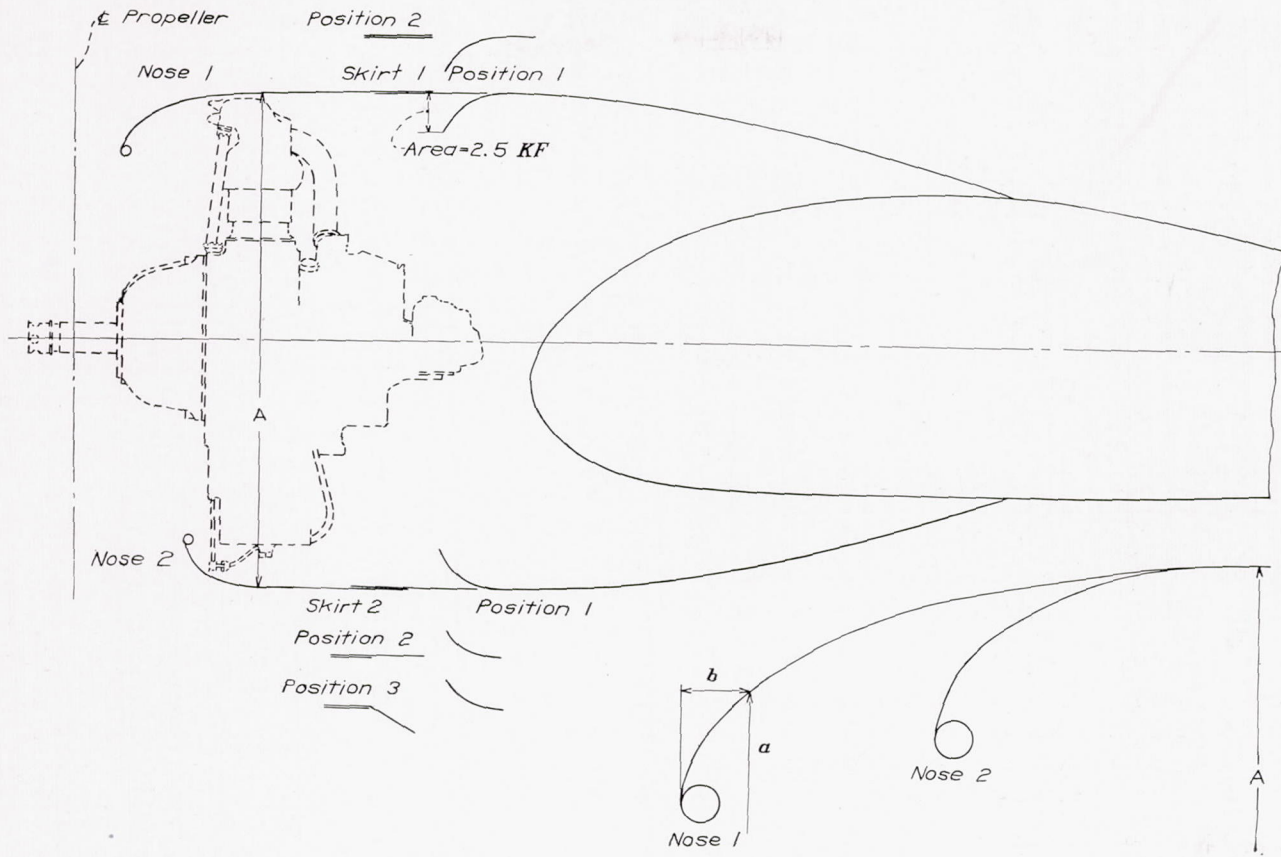 ℄ Propeller
Position 2
Nose 1
Skirt 1
Position 1
Area=2.5 KF
A
Nose 2
Skirt 2
Position 1
Position 2
Position 3
b
a
Nose 2
A
Nose 1